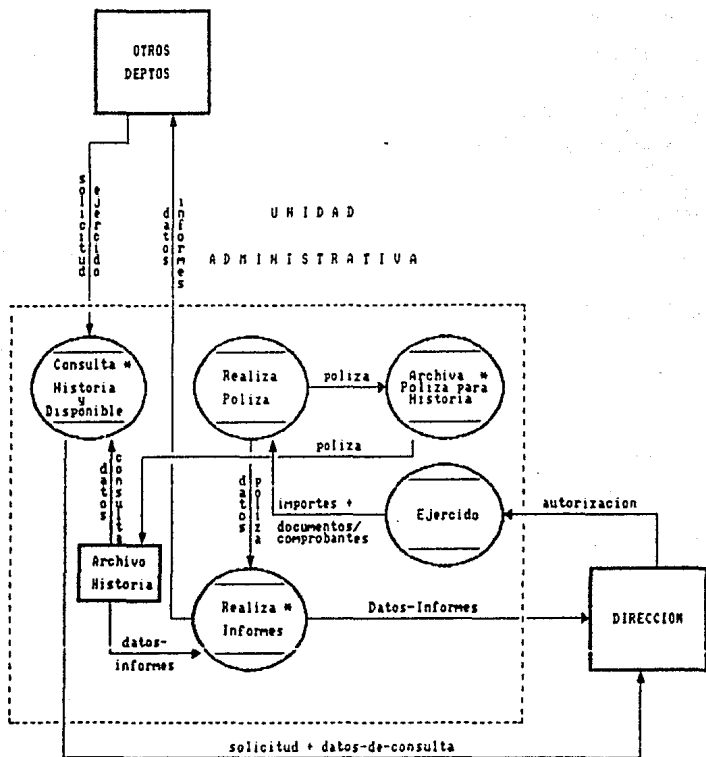 OTROS
DEPTOS
solicitud
ejercido
datos
informes
UNIDAD
ADMINISTRATIVA
Consulta *
Historia
y
Disponible
Realiza
Poliza
poliza
Archiva *
Poliza para
Historia
poliza
datos
consulta
datos
poliza
importes +
documentos/
comprobantes
Ejercido
autorizacion
Archivo
Historia
Realiza *
Informes
Datos-Informes
DIRECCION
datos-
informes
solicitud + datos-de-consulta